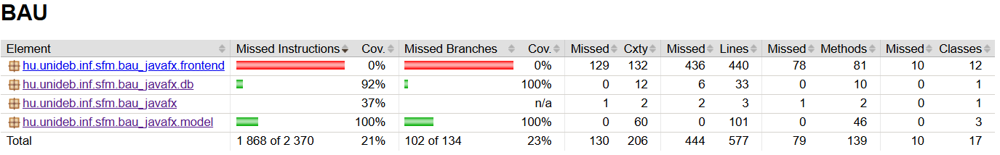 BAU
Element Missed Instructions Cov. Missed Branches Cov. Missed Cxty Missed Lines Missed Methods Missed Classes
hu.unideb.inf.sfm.bau_javafx.frontend 0% 0% 129 132 436 440 78 81 10 12
hu.unideb.inf.sfm.bau_javafx.db 92% 100% 0 12 6 33 0 10 0 1
hu.unideb.inf.sfm.bau_javafx 37% n/a 1 2 2 3 1 2 0 1
hu.unideb.inf.sfm.bau_javafx.model 100% 100% 0 60 0 101 0 46 0 3
Total 1 868 of 2 370 21% 102 of 134 23% 130 206 444 577 79 139 10 17